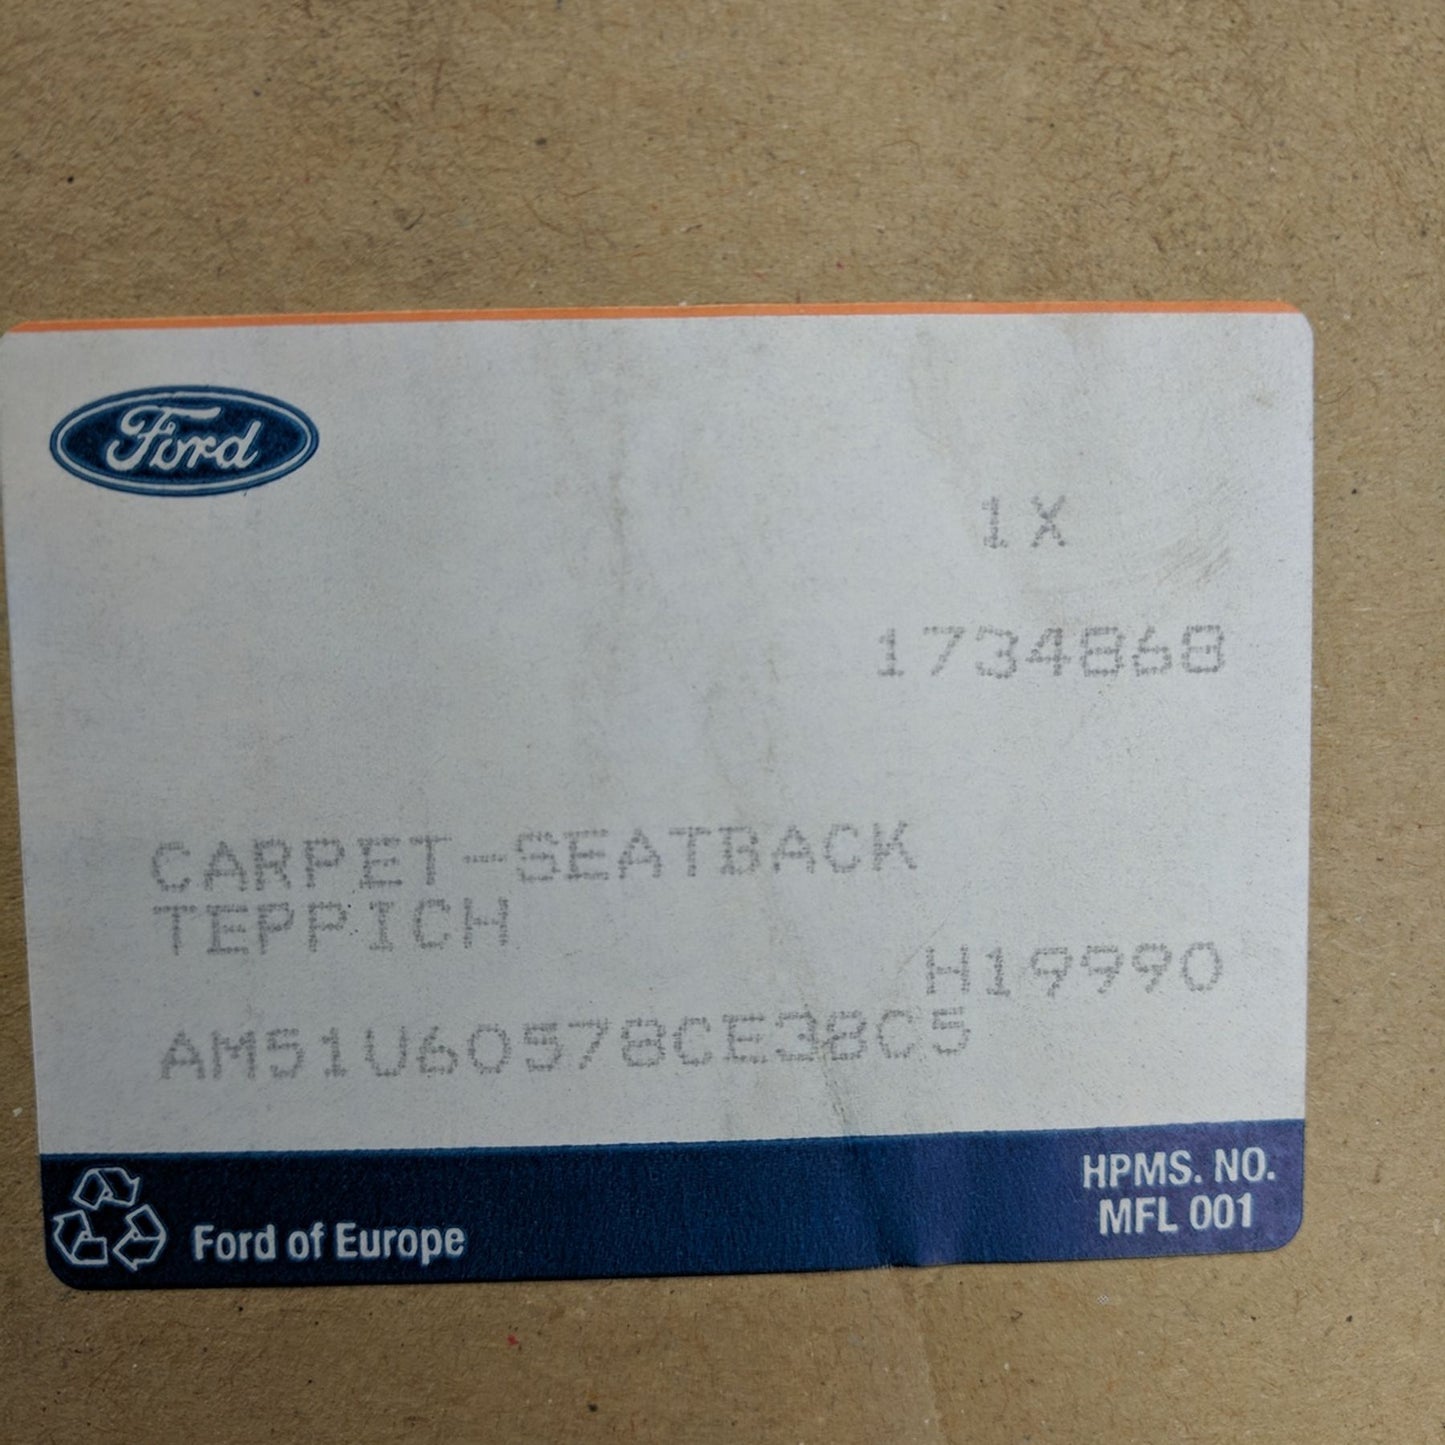 Ford
1X
1734868
CARPET-SEATBACK
TEPPICH
H19990
AM51U60578CE38C5
HPMS. NO.
MFL 001
Ford of Europe